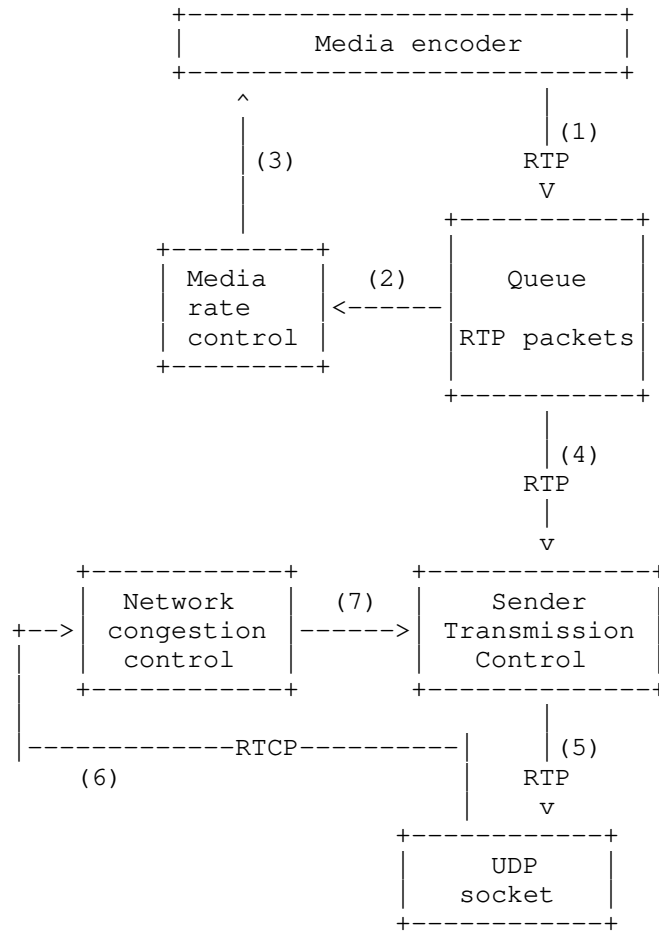 +----------------------------+
|        Media encoder       |
+----------------------------+
    ^                  |
    |                  | (1)
    | (3)             RTP
    |                  V
    |            +-----------+
+---------+      |           |
| Media   |  (2) |   Queue   |
| rate    |<------|           |
| control |      |RTP packets|
+---------+      |           |
                 +-----------+
                       |
                       | (4)
                      RTP
                       |
                       v
    +-------------+       +---------------+
    |   Network   |  (7)  |    Sender     |
+-->| congestion  |------>| Transmission  |
|   |   control   |       |   Control     |
|   +-------------+       +---------------+
|                                 |
|-------------RTCP----------|     | (5)
    (6)                     |    RTP
                            |     v
                        +------------+
                        |    UDP     |
                        |   socket   |
                        +------------+